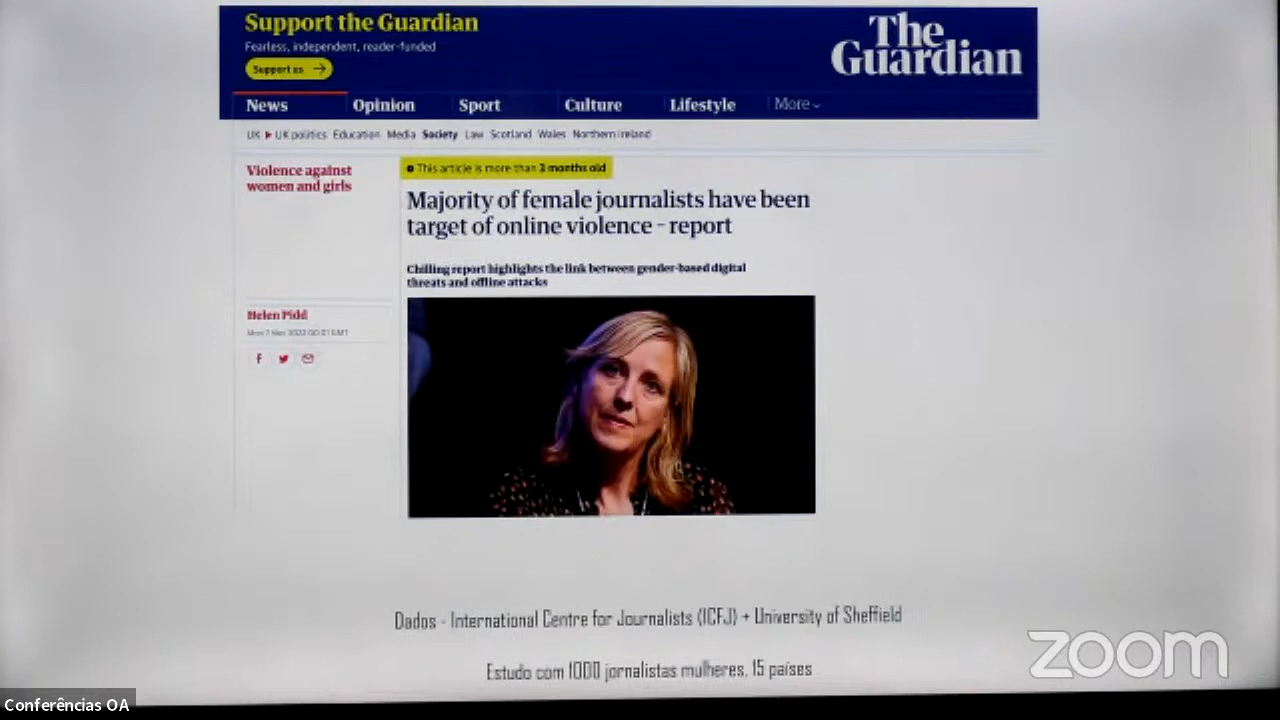 Support the Guardian
Fearless, independent, reader-funded
Support us →
The
Guardian
News Opinion Sport Culture Lifestyle More
UK UK politics Education Media Society Law Scotland Wales Northern Ireland
Violence against
women and girls
This article is more than 3 months old
Majority of female journalists have been
target of online violence – report
Chilling report highlights the link between gender-based digital
threats and offline attacks
Helen Pidd
Dados - International Centre for Journalists (ICFJ) + University of Sheffield
Estudo com 1000 jornalistas mulheres, 15 países
zoom
Conferências OA